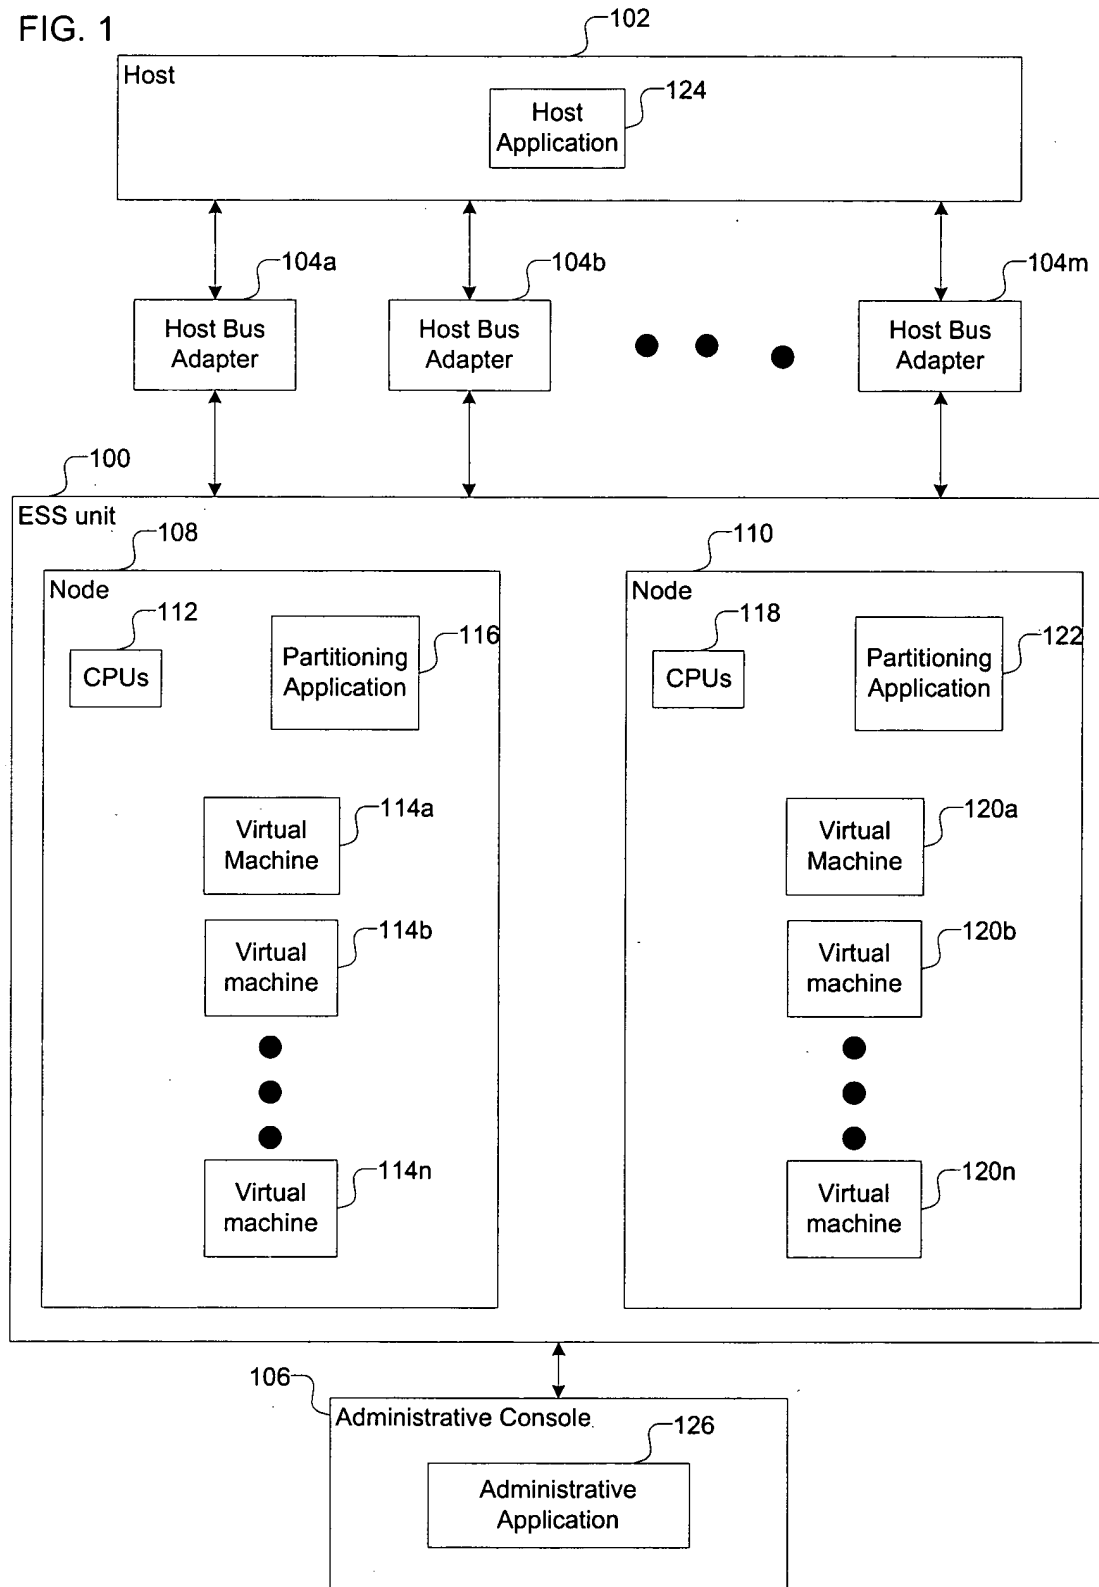 FIG. 1
102
Host
124
Host
Application
104a
104b
104m
Host Bus
Adapter
Host Bus
Adapter
Host Bus
Adapter
100
ESS unit
108
110
Node
Node
112
116
118
122
CPUs
Partitioning
Application
CPUs
Partitioning
Application
114a
120a
Virtual
Machine
Virtual
Machine
114b
120b
Virtual
machine
Virtual
machine
114n
120n
Virtual
machine
Virtual
machine
106
Administrative Console
126
Administrative
Application